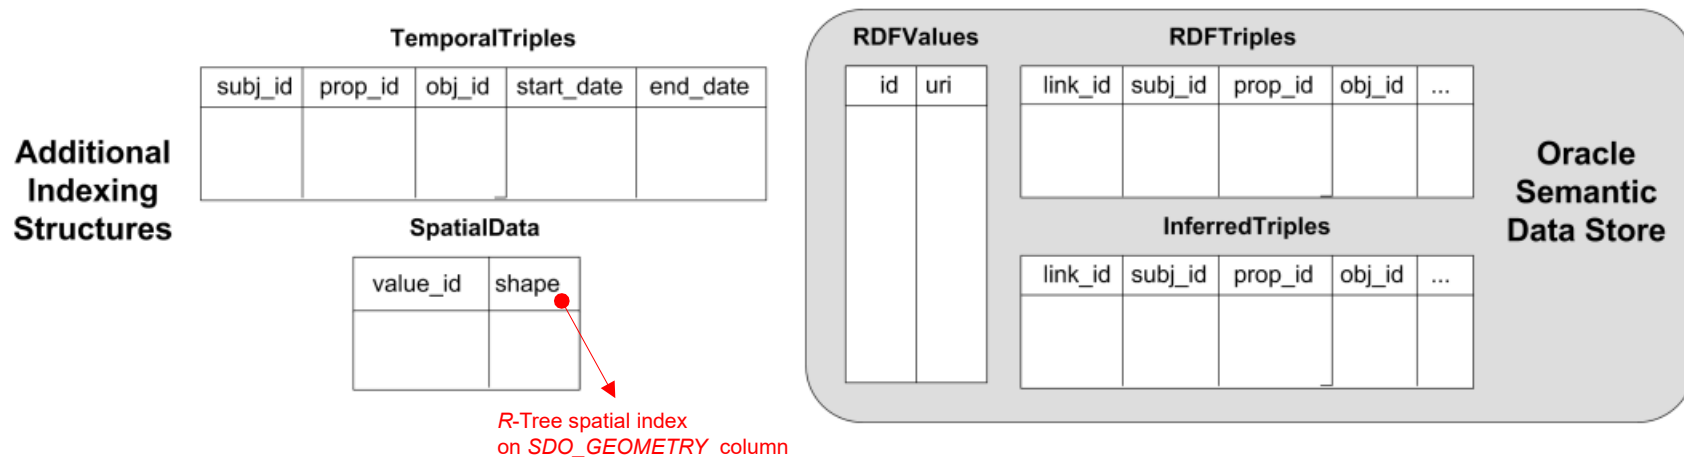 TemporalTriples
subj_id prop_id obj_id start_date end_date
Additional
Indexing
Structures
SpatialData
value_id shape
R-Tree spatial index
on SDO_GEOMETRY column
RDFValues
id uri
RDFTriples
link_id subj_id prop_id obj_id ...
InferredTriples
link_id subj_id prop_id obj_id ...
Oracle
Semantic
Data Store